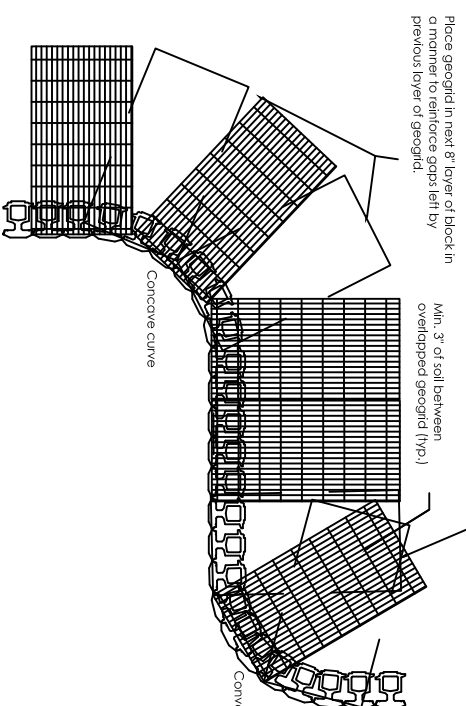 Place geogrid in next 8" layer of block in
a manner to reinforce gaps left by
previous layer of geogrid.
Min. 3" of soil between
overlapped geogrid (typ.)
Concave curve
Conv